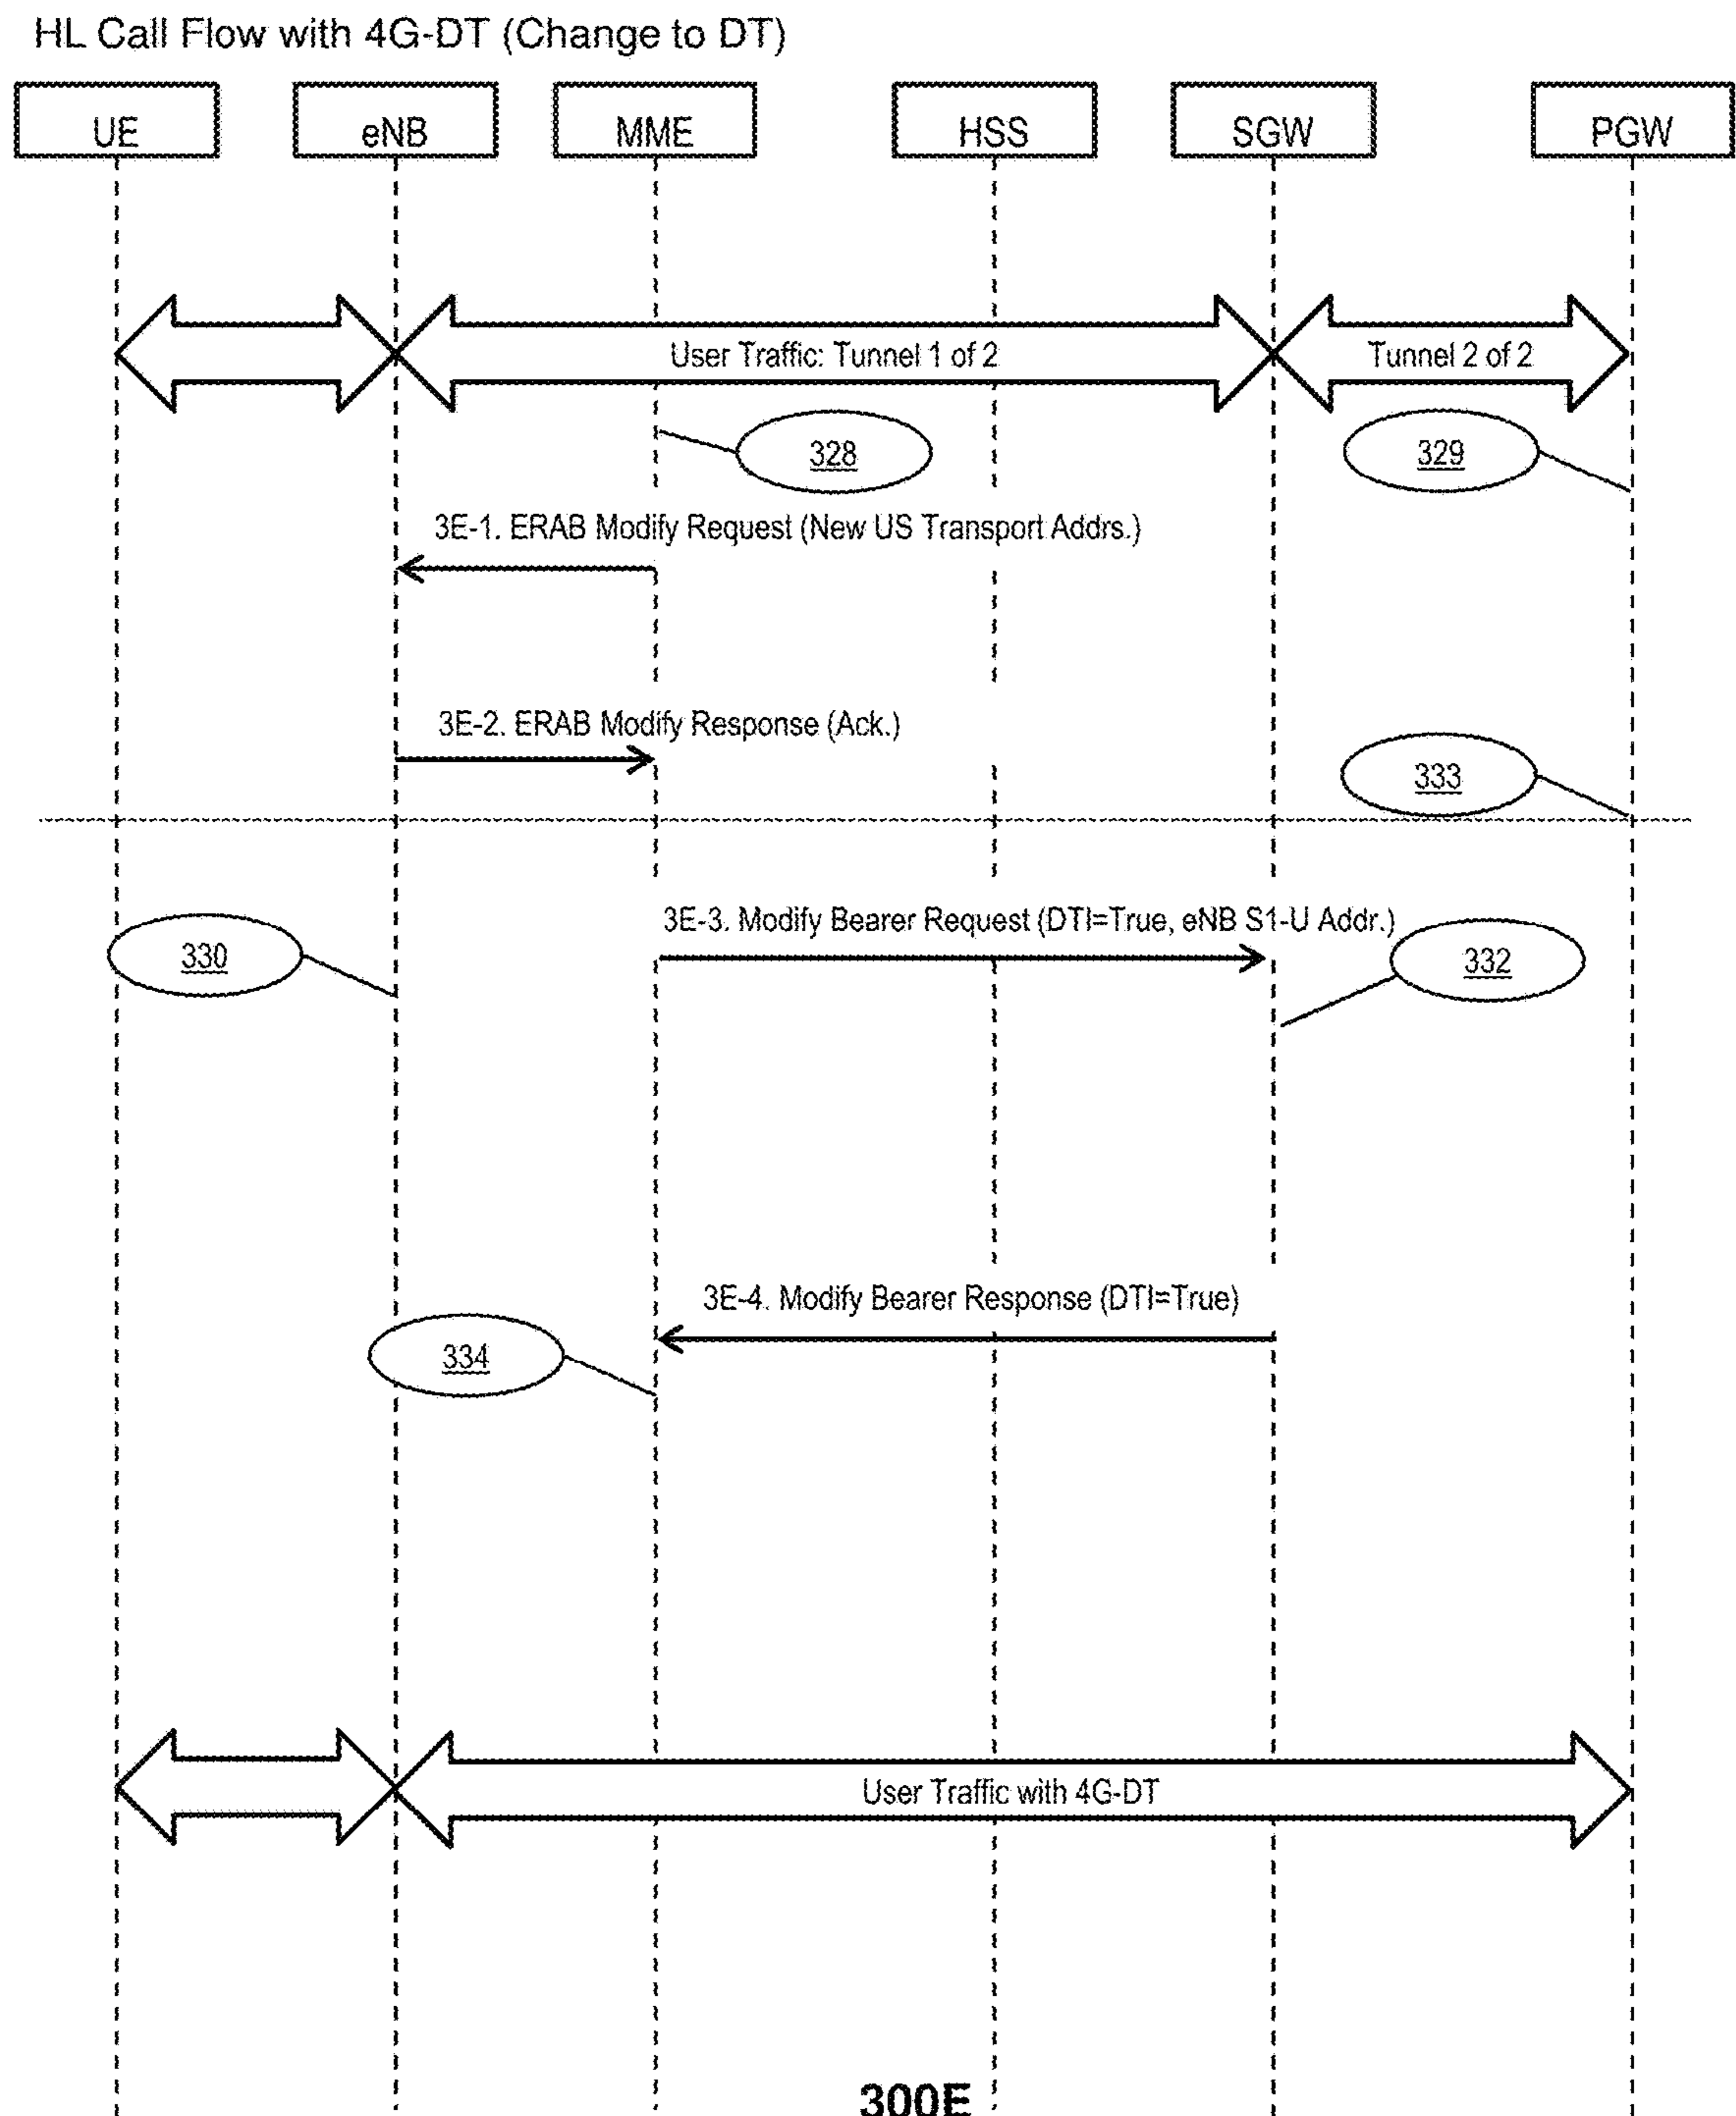 HL Call Flow with 4G-DT (Change to DT)
UE eNB MME HSS SGW PGW
User Traffic: Tunnel 1 of 2 Tunnel 2 of 2
328 329
3E-1. ERAB Modify Request (New US Transport Addrs.)
3E-2. ERAB Modify Response (Ack.)
333
3E-3. Modify Bearer Request (DTI=True, eNB S1-U Addr.)
330 332
3E-4. Modify Bearer Response (DTI=True)
334
User Traffic with 4G-DT
300E